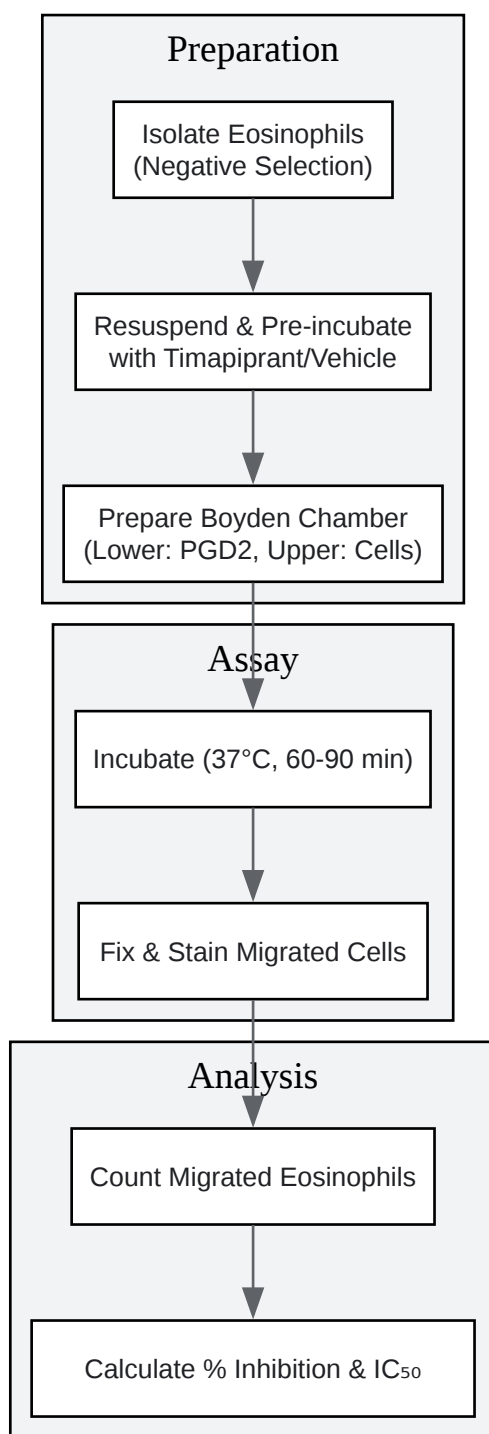 Preparation
Isolate Eosinophils
(Negative Selection)
Resuspend & Pre-incubate
with Timapiprant/Vehicle
Prepare Boyden Chamber
(Lower: PGD2, Upper: Cells)
Assay
Incubate (37°C, 60-90 min)
Fix & Stain Migrated Cells
Analysis
Count Migrated Eosinophils
Calculate % Inhibition & IC₅₀